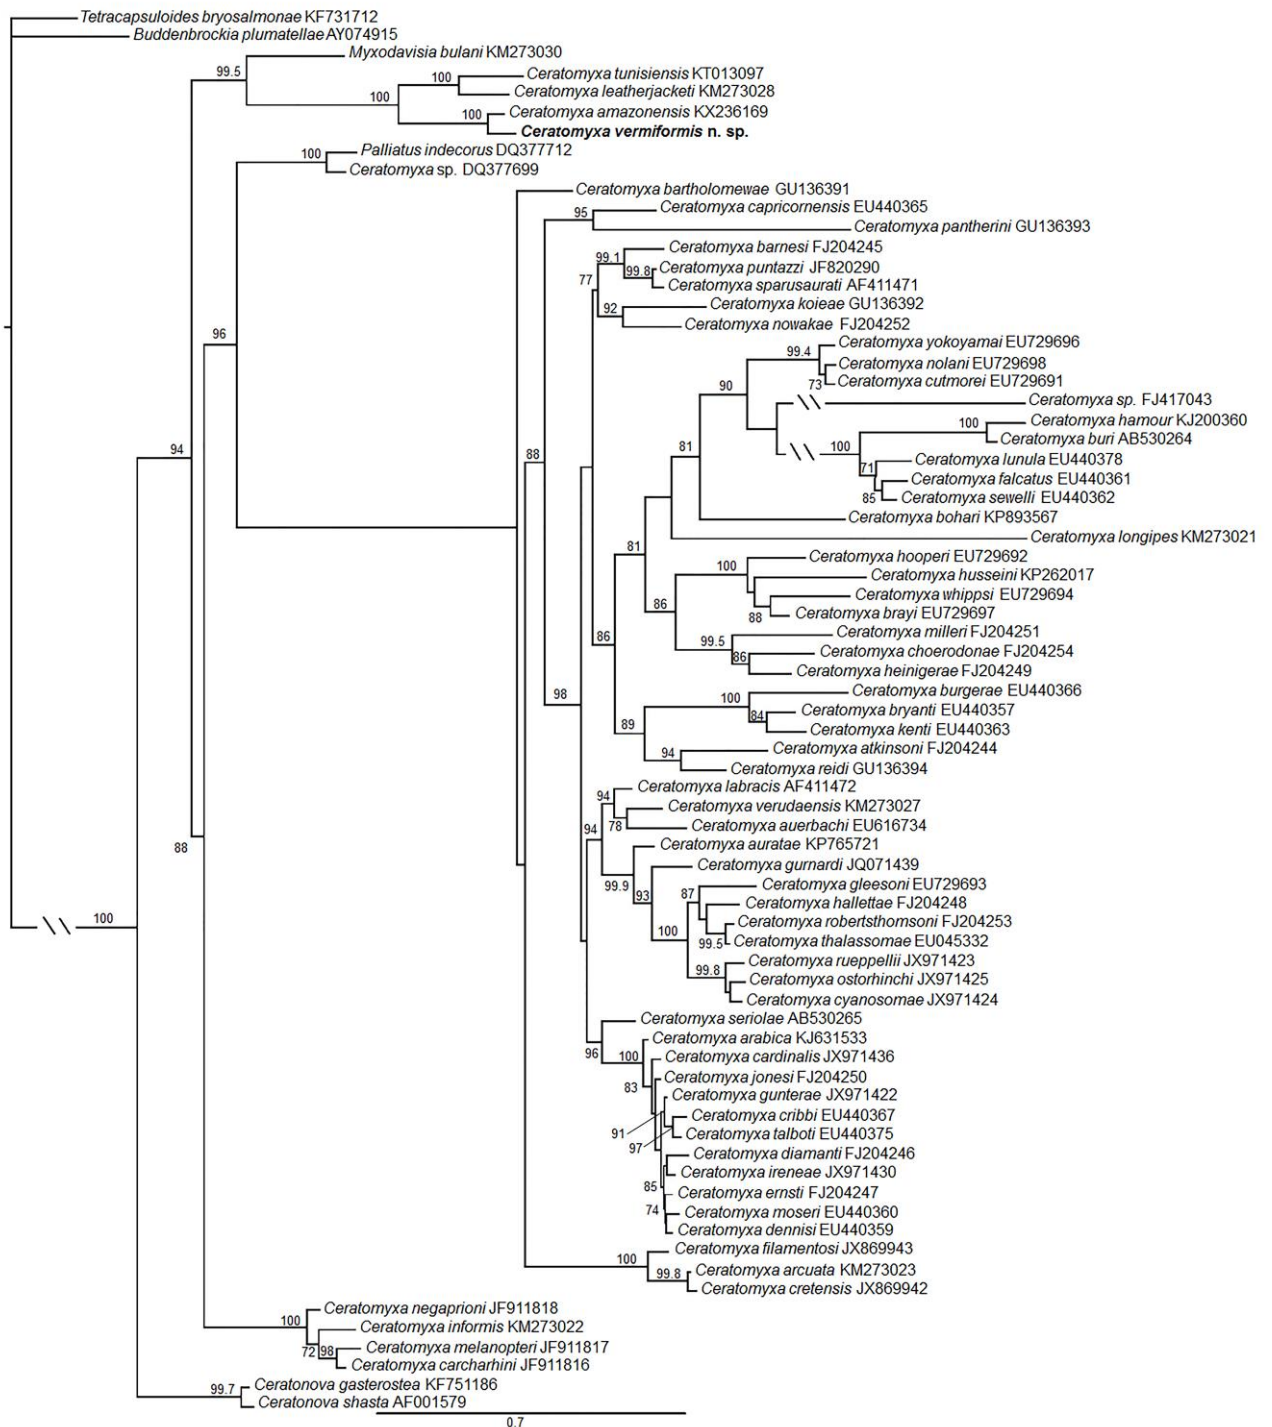 Tetracapsuloides bryosalmonae KF731712
Buddenbrockia plumatellae AY074915
Myxodavisia bulani KM273030
99.5
Ceratomyxa tunisiensis KT013097
100
Ceratomyxa leatherjacketi KM273028
100
Ceratomyxa amazonensis KX236169
100
Ceratomyxa vermiformis n. sp.
Palliatus indecorus DQ377712
100
Ceratomyxa sp. DQ377699
Ceratomyxa bartholomewae GU136391
Ceratomyxa capricornensis EU440365
95
Ceratomyxa pantherini GU136393
Ceratomyxa barnesi FJ204245
99.1
Ceratomyxa puntazzi JF820290
99.8
77
Ceratomyxa sparusaurati AF411471
Ceratomyxa koieae GU136392
92
Ceratomyxa nowakae FJ204252
96
Ceratomyxa yokoyamai EU729696
99.4
Ceratomyxa nolani EU729698
73
Ceratomyxa cutmorei EU729691
90
Ceratomyxa sp. FJ417043
Ceratomyxa hamour KJ200360
100
Ceratomyxa buri AB530264
100
81
94
88
Ceratomyxa lunula EU440378
71
Ceratomyxa falcatus EU440361
85
Ceratomyxa sewelli EU440362
Ceratomyxa bohari KP893567
Ceratomyxa longipes KM273021
81
Ceratomyxa hooperi EU729692
100
Ceratomyxa husseini KP262017
Ceratomyxa whippsi EU729694
86
88
Ceratomyxa brayi EU729697
Ceratomyxa milleri FJ204251
86
99.5
Ceratomyxa choerodonae FJ204254
86
Ceratomyxa heinigerae FJ204249
Ceratomyxa burgerae EU440366
98
100
Ceratomyxa bryanti EU440357
84
89
Ceratomyxa kenti EU440363
Ceratomyxa atkinsoni FJ204244
94
Ceratomyxa reidi GU136394
Ceratomyxa labracis AF411472
94
Ceratomyxa verudaensis KM273027
78
Ceratomyxa auerbachi EU616734
94
88
Ceratomyxa auratae KP765721
Ceratomyxa gurnardi JQ071439
99.9
93
Ceratomyxa gleesoni EU729693
87
Ceratomyxa hallettae FJ204248
100
Ceratomyxa robertsthomsoni FJ204253
100
99.5
Ceratomyxa thalassomae EU045332
Ceratomyxa rueppellii JX971423
99.8
Ceratomyxa ostorhinchi JX971425
Ceratomyxa cyanosomae JX971424
Ceratomyxa seriolae AB530265
96
Ceratomyxa arabica KJ631533
100
Ceratomyxa cardinalis JX971436
83
Ceratomyxa jonesi FJ204250
Ceratomyxa gunterae JX971422
Ceratomyxa cribbi EU440367
91
Ceratomyxa talboti EU440375
97
Ceratomyxa diamanti FJ204246
Ceratomyxa ireneae JX971430
85
Ceratomyxa ernsti FJ204247
74
Ceratomyxa moseri EU440360
Ceratomyxa dennisi EU440359
Ceratomyxa filamentosi JX869943
100
Ceratomyxa arcuata KM273023
99.8
Ceratomyxa cretensis JX869942
Ceratomyxa negaprioni JF911818
100
Ceratomyxa informis KM273022
72
Ceratomyxa melanopteri JF911817
98
Ceratomyxa carcharhini JF911816
Ceratonova gasterostea KF751186
99.7
Ceratonova shasta AF001579
0.7